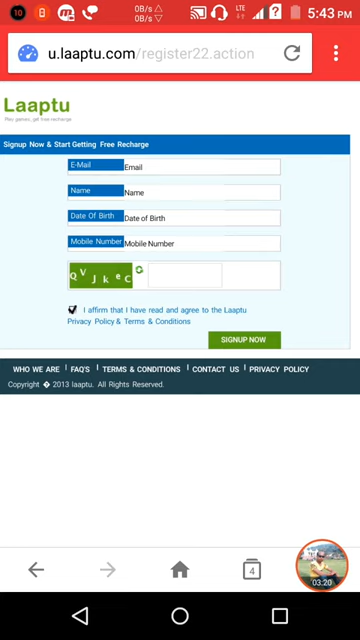 10 B 0B/s △ 0B/s ▽ LTE ? 5:43 PM
u.laaptu.com/register22.action
Laaptu
Play games, get free recharge
Signup Now & Start Getting Free Recharge
E-Mail Email
Name Name
Date Of Birth Date of Birth
Mobile Number Mobile Number
Q V J k e C
I affirm that I have read and agree to the Laaptu
Privacy Policy & Terms & Conditions
SIGNUP NOW
WHO WE ARE | FAQ'S | TERMS & CONDITIONS | CONTACT US | PRIVACY POLICY
Copyright � 2013 laaptu. All Rights Reserved.
4
03:20